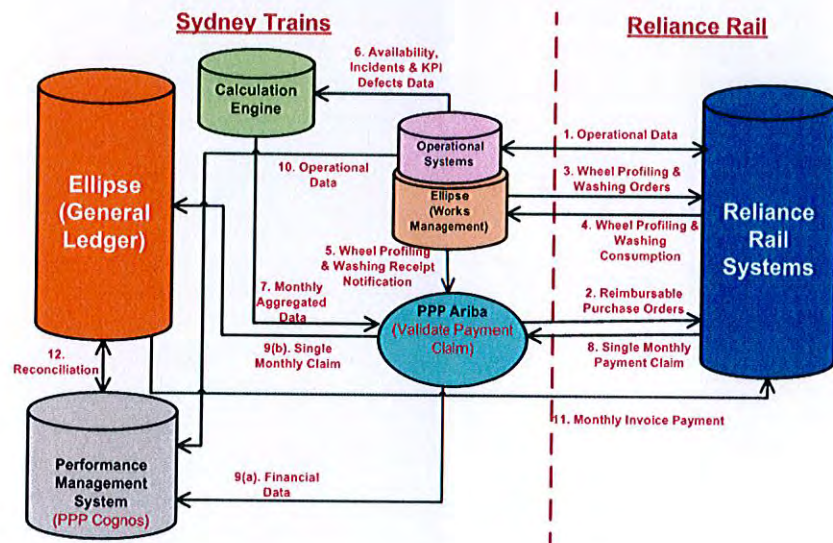 Sydney Trains
Reliance Rail
6. Availability,
Incidents & KPI
Defects Data
Calculation
Engine
Operational
Systems
1. Operational Data
10. Operational
Data
3. Wheel Profiling &
Washing Orders
Ellipse
(General
Ledger)
Ellipse
(Works
Management)
Reliance
Rail
Systems
4. Wheel Profiling &
Washing
Consumption
5. Wheel Profiling
& Washing Receipt
Notification
7. Monthly
Aggregated
Data
PPP Ariba
(Validate Payment
Claim)
2. Reimbursable
Purchase Orders
9(b). Single
Monthly Claim
8. Single Monthly
Payment Claim
12.
Reconciliation
11. Monthly Invoice Payment
Performance
Management
System
(PPP Cognos)
9(a). Financial
Data